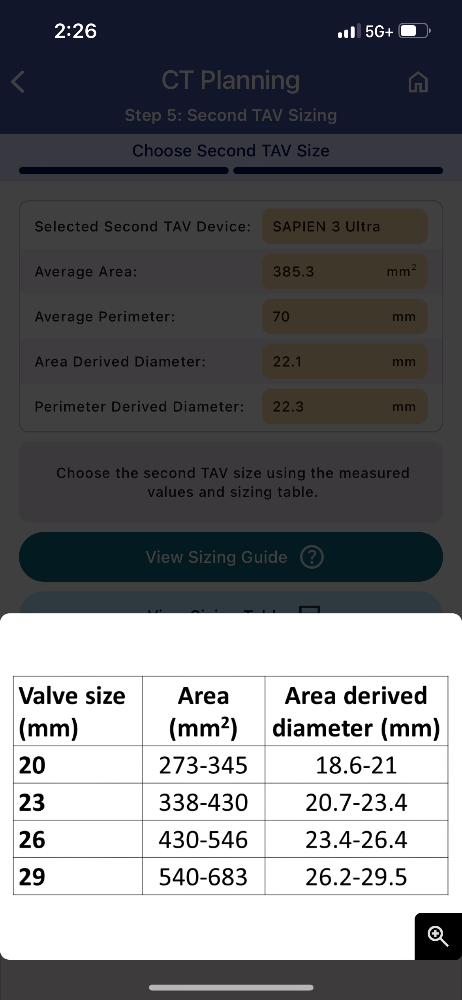 2:26
5G+
CT Planning
Step 5: Second TAV Sizing
Choose Second TAV Size
Selected Second TAV Device: SAPIEN 3 Ultra
Average Area: 385.3 mm²
Average Perimeter: 70 mm
Area Derived Diameter: 22.1 mm
Perimeter Derived Diameter: 22.3 mm
Choose the second TAV size using the measured
values and sizing table.
View Sizing Guide ?
View Sizing Table
Valve size (mm) Area (mm²) Area derived diameter (mm)
20 273-345 18.6-21
23 338-430 20.7-23.4
26 430-546 23.4-26.4
29 540-683 26.2-29.5